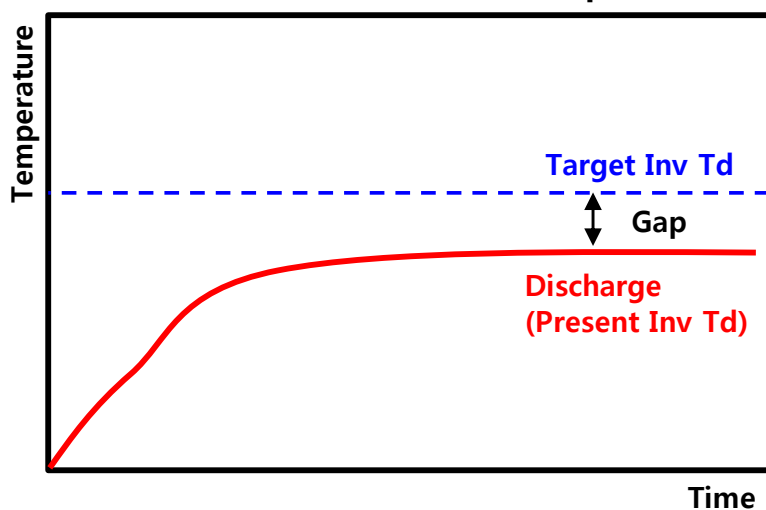 Temperature
Target Inv Td
Gap
Discharge
(Present Inv Td)
Time